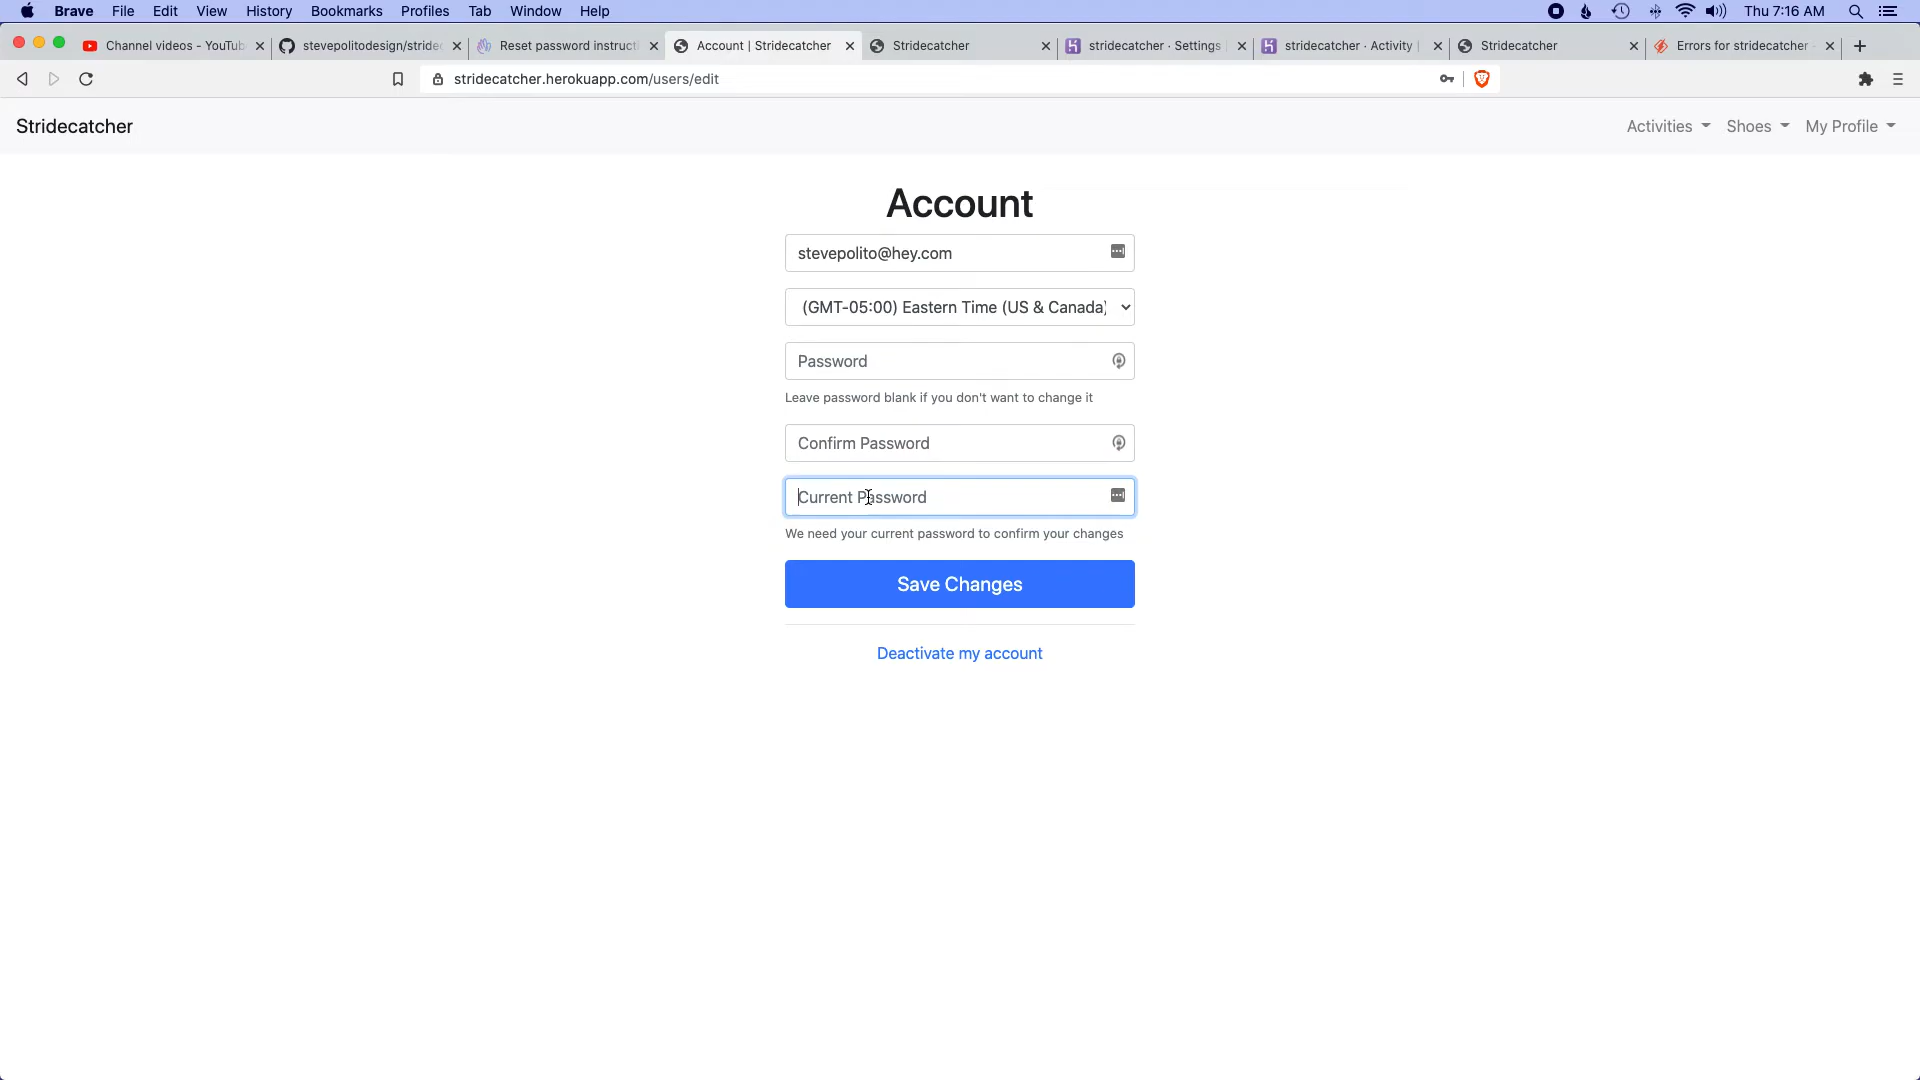 Brave File Edit View History Bookmarks Profiles Tab Window Help Thu 7:16 AM
Channel videos - YouTub stevepolitodesign/stridec Reset password instructi Account | Stridecatcher Stridecatcher stridecatcher · Settings stridecatcher · Activity | Stridecatcher Errors for stridecatcher -
stridecatcher.herokuapp.com/users/edit
Stridecatcher Activities Shoes My Profile
Account
stevepolito@hey.com
(GMT-05:00) Eastern Time (US & Canada)
Password
Leave password blank if you don't want to change it
Confirm Password
Current Password
We need your current password to confirm your changes
Save Changes
Deactivate my account